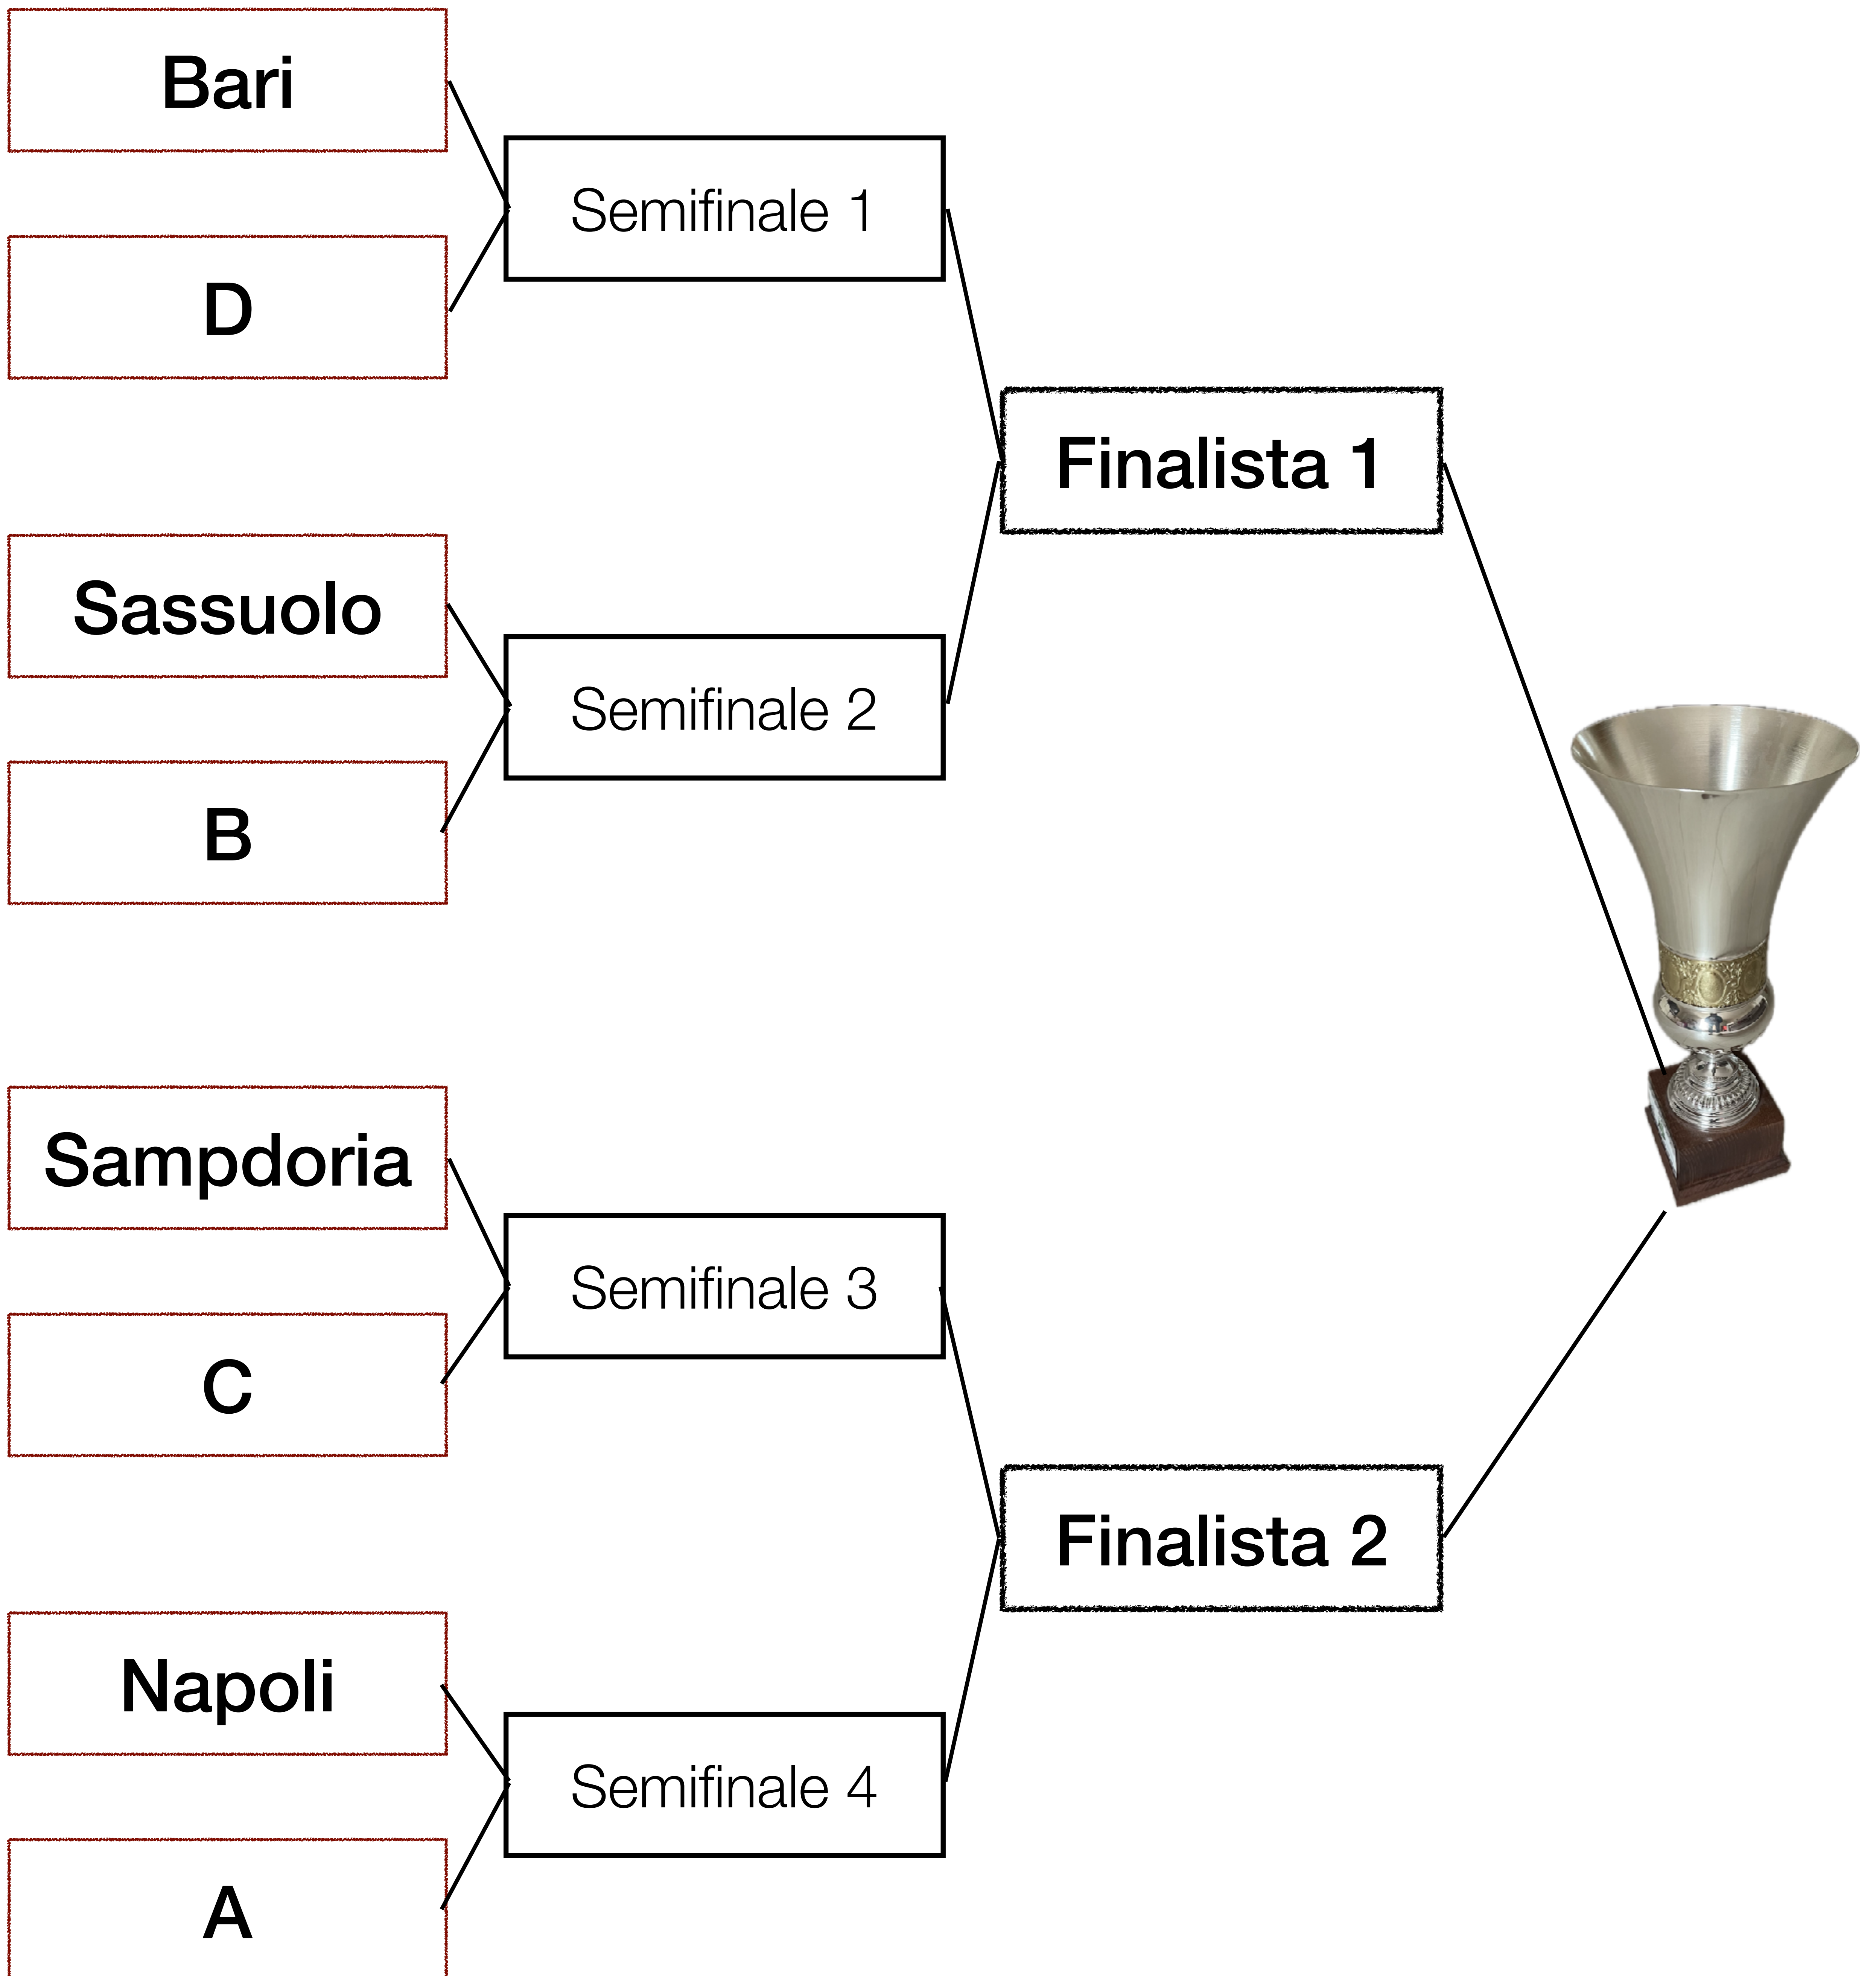 Bari
Semifinale 1
D
Finalista 1
Sassuolo
Semifinale 2
B
Sampdoria
Semifinale 3
C
Finalista 2
Napoli
Semifinale 4
A